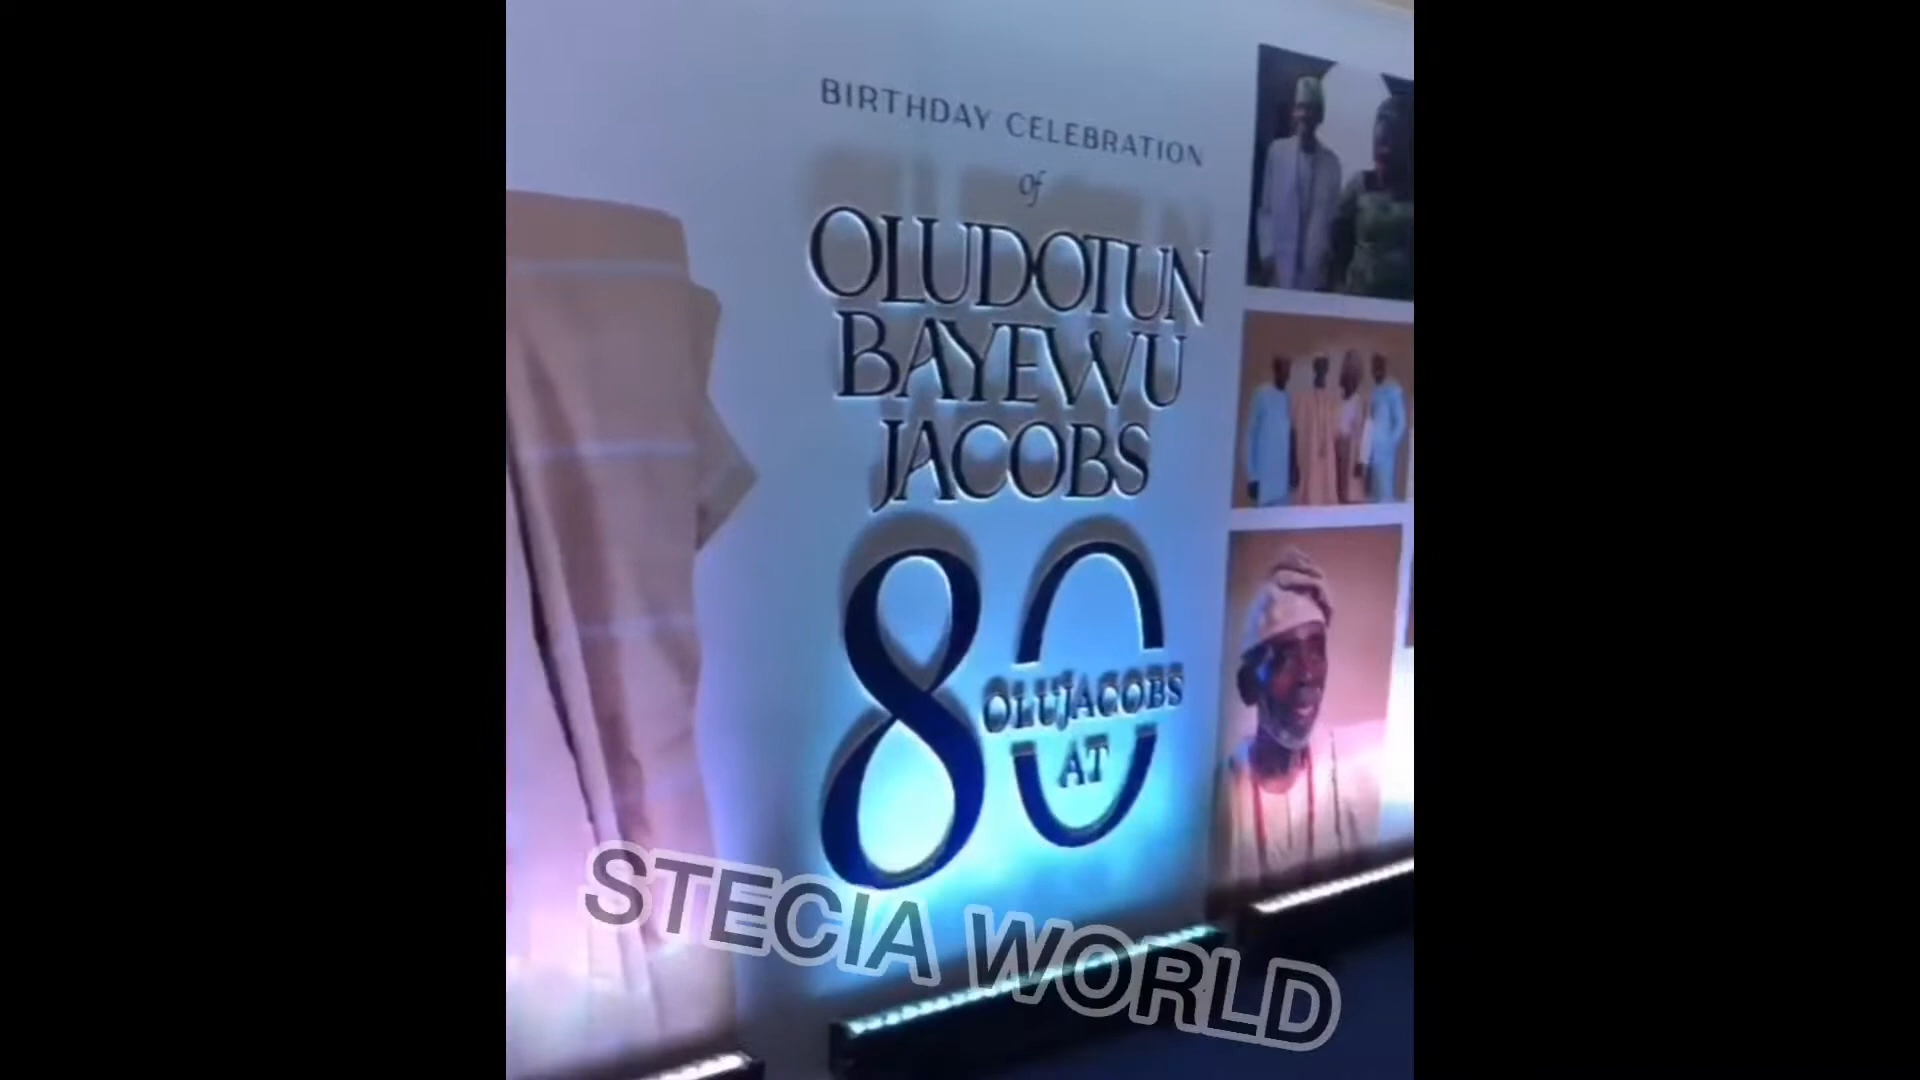 BIRTHDAY CELEBRATION
of
OLUDOTUN
BAYEWU
JACOBS
80
OLUJACOBS
AT
STECIA WORLD